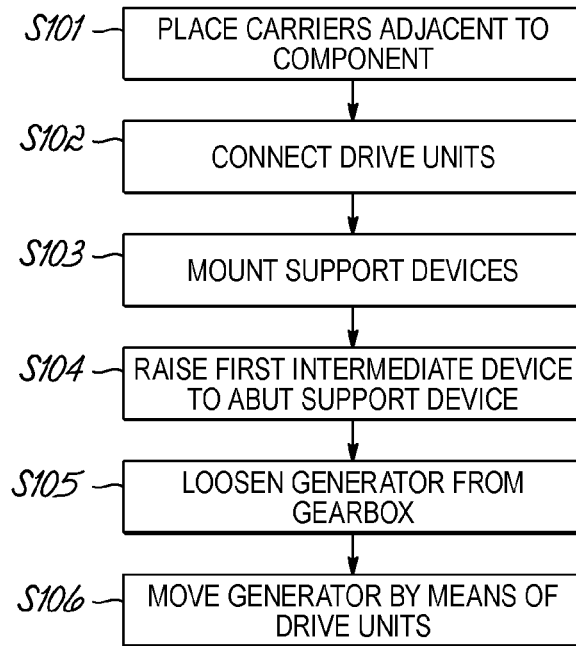 S101
PLACE CARRIERS ADJACENT TO
COMPONENT
S102
CONNECT DRIVE UNITS
S103
MOUNT SUPPORT DEVICES
S104
RAISE FIRST INTERMEDIATE DEVICE
TO ABUT SUPPORT DEVICE
S105
LOOSEN GENERATOR FROM
GEARBOX
S106
MOVE GENERATOR BY MEANS OF
DRIVE UNITS